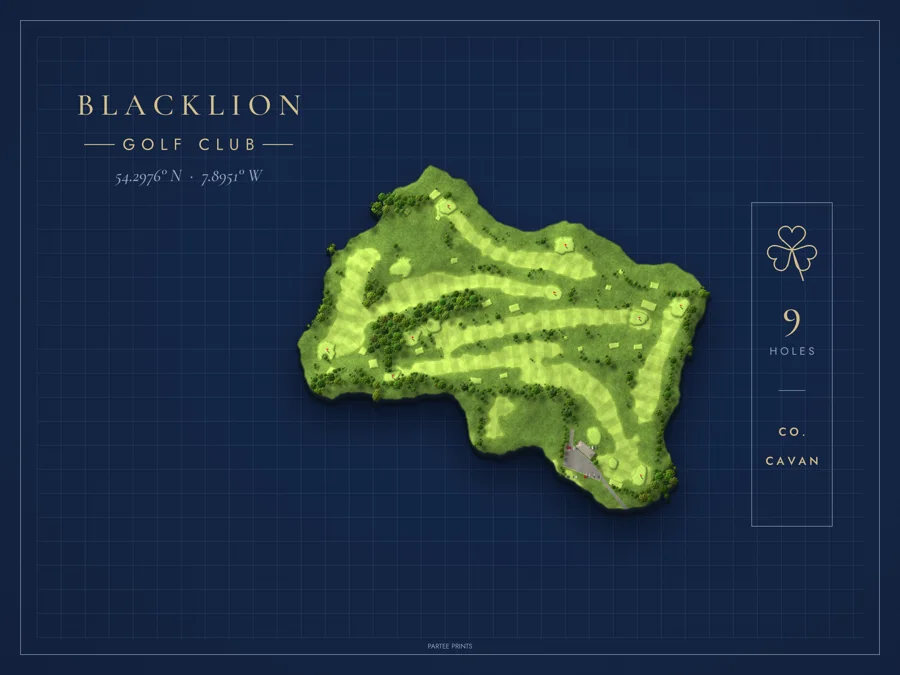 BLACKLION
GOLF CLUB
54.2976° N · 7.8951° W
9
HOLES
CO.
CAVAN
PARTEE PRINTS